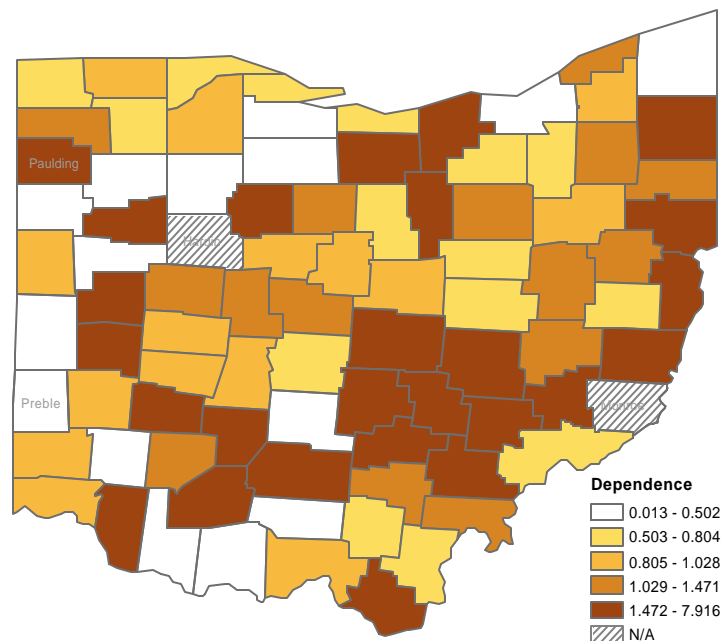 Paulding
Hardin
Preble
Monroe
Dependence
0.013 - 0.502
0.503 - 0.804
0.805 - 1.028
1.029 - 1.471
1.472 - 7.916
N/A